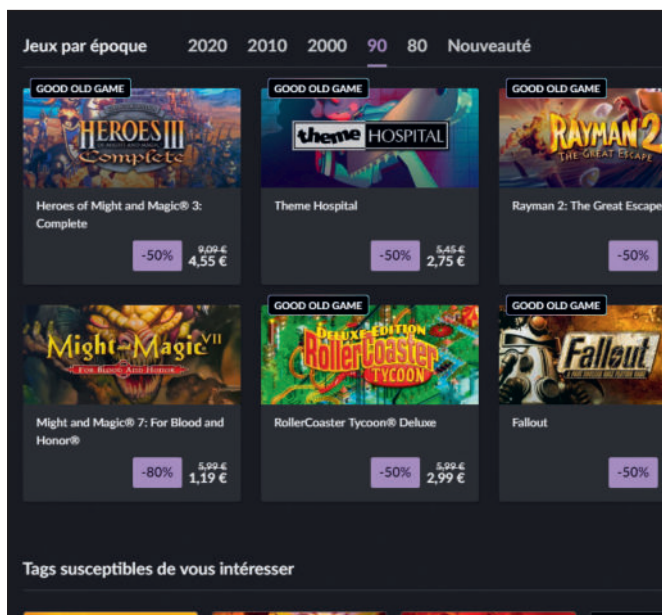 Jeux par époque 2020 2010 2000 90 80 Nouveauté
GOOD OLD GAME
HEROES III
Complete
Heroes of Might and Magic® 3:
Complete
-50% 9,09 € 4,55 €
GOOD OLD GAME
theme HOSPITAL
Theme Hospital
-50% 5,45 € 2,75 €
GOOD OLD GAME
RAYMAN 2
THE GREAT ESCAPE
Rayman 2: The Great Escape
-50%
Might and Magic VII
FOR BLOOD AND HONOR
Might and Magic® 7: For Blood and
Honor®
-80% 5,99 € 1,19 €
GOOD OLD GAME
DELUXE EDITION
RollerCoaster
TYCOON
RollerCoaster Tycoon® Deluxe
-50% 5,99 € 2,99 €
GOOD OLD GAME
Fallout
Fallout
-50%
Tags susceptibles de vous intéresser